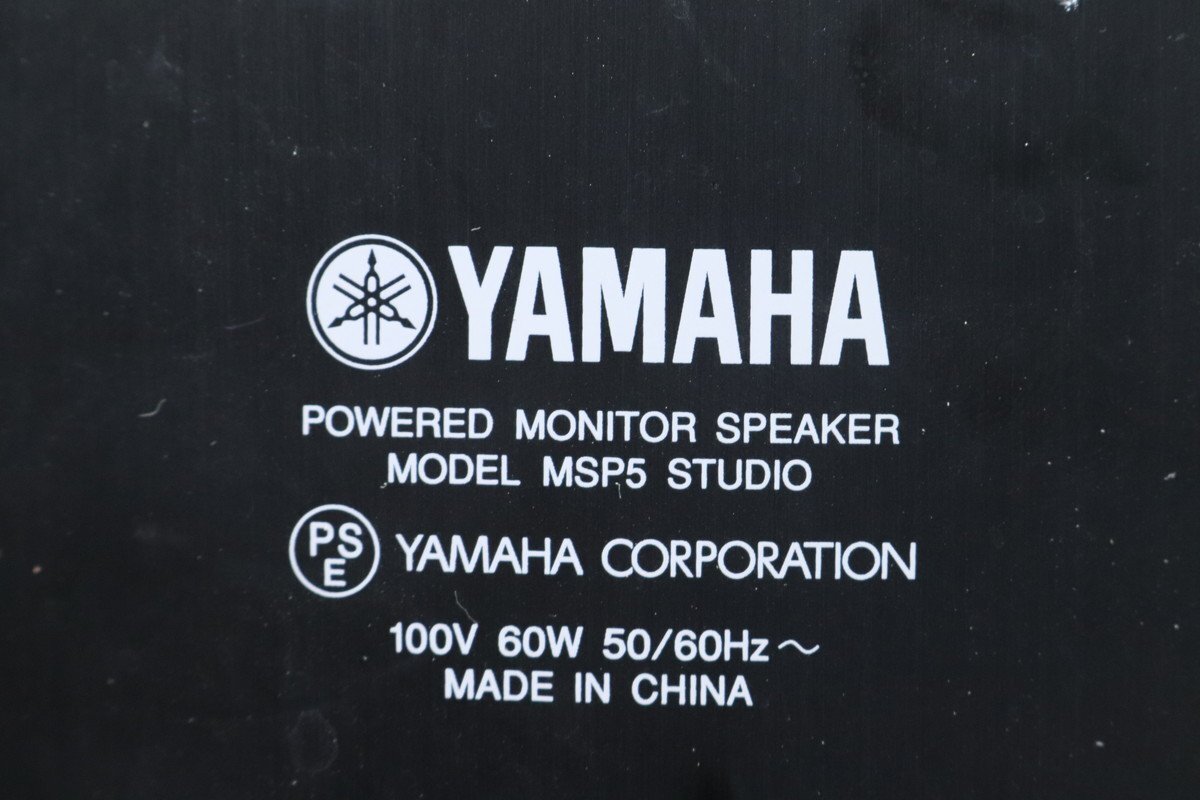 YAMAHA
POWERED MONITOR SPEAKER
MODEL MSP5 STUDIO
PSE YAMAHA CORPORATION
100V 60W 50/60Hz ~
MADE IN CHINA